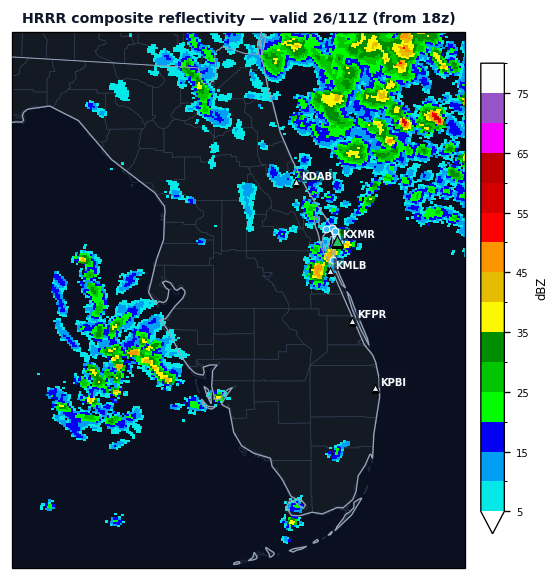 HRRR composite reflectivity — valid 26/11Z (from 18z)
KDAB
KXMR
KMLB
KFPR
KPBI
75
65
55
45
35
25
15
5
dBZ